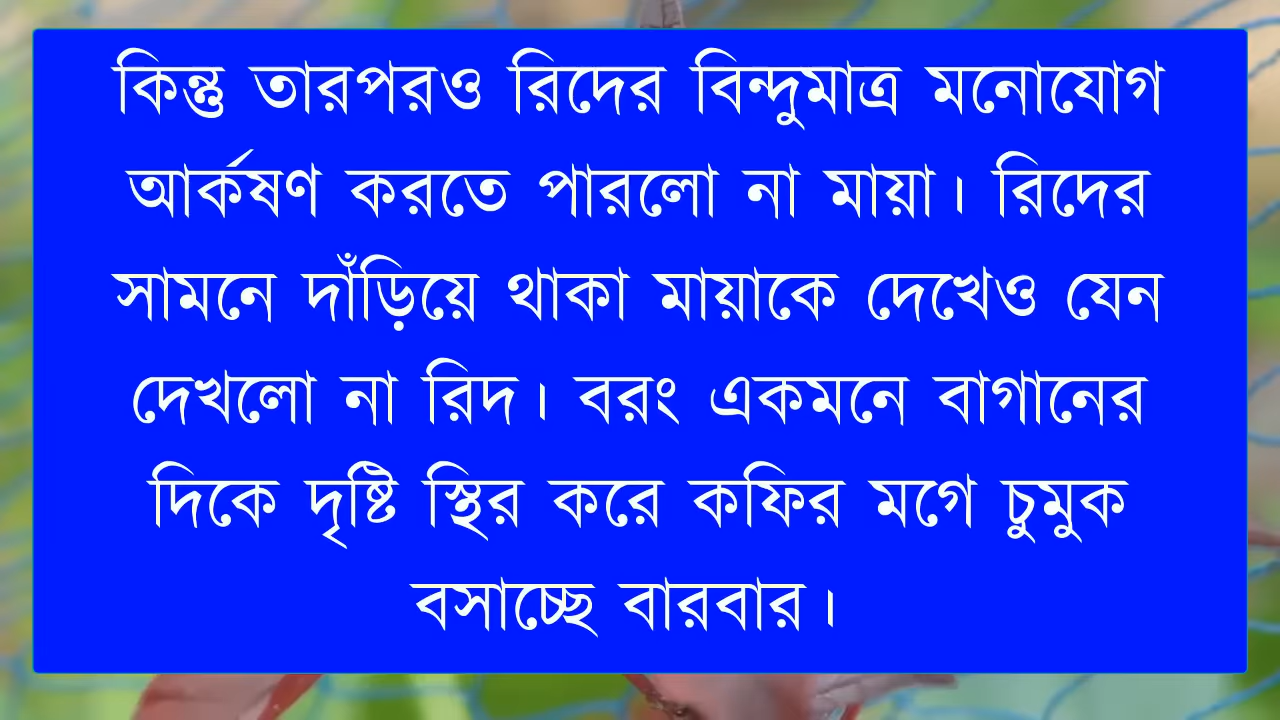 কিন্তু তারপরও রিদের বিন্দুমাত্র মনোযোগ
আর্কষণ করতে পারলো না মায়া। রিদের
সামনে দাঁড়িয়ে থাকা মায়াকে দেখেও যেন
দেখলো না রিদ। বরং একমনে বাগানের
দিকে দৃষ্টি স্থির করে কফির মগে চুমুক
বসাচ্ছে বারবার।